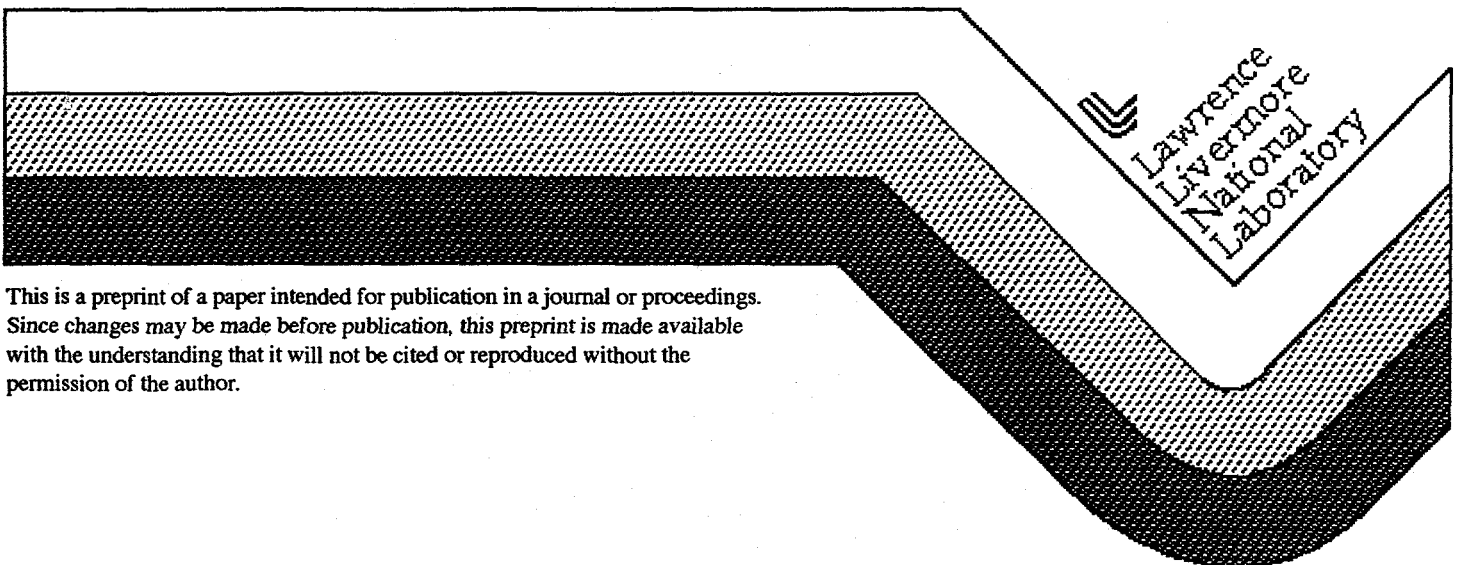 Lawrence
Livermore
National
Laboratory
This is a preprint of a paper intended for publication in a journal or proceedings.
Since changes may be made before publication, this preprint is made available
with the understanding that it will not be cited or reproduced without the
permission of the author.